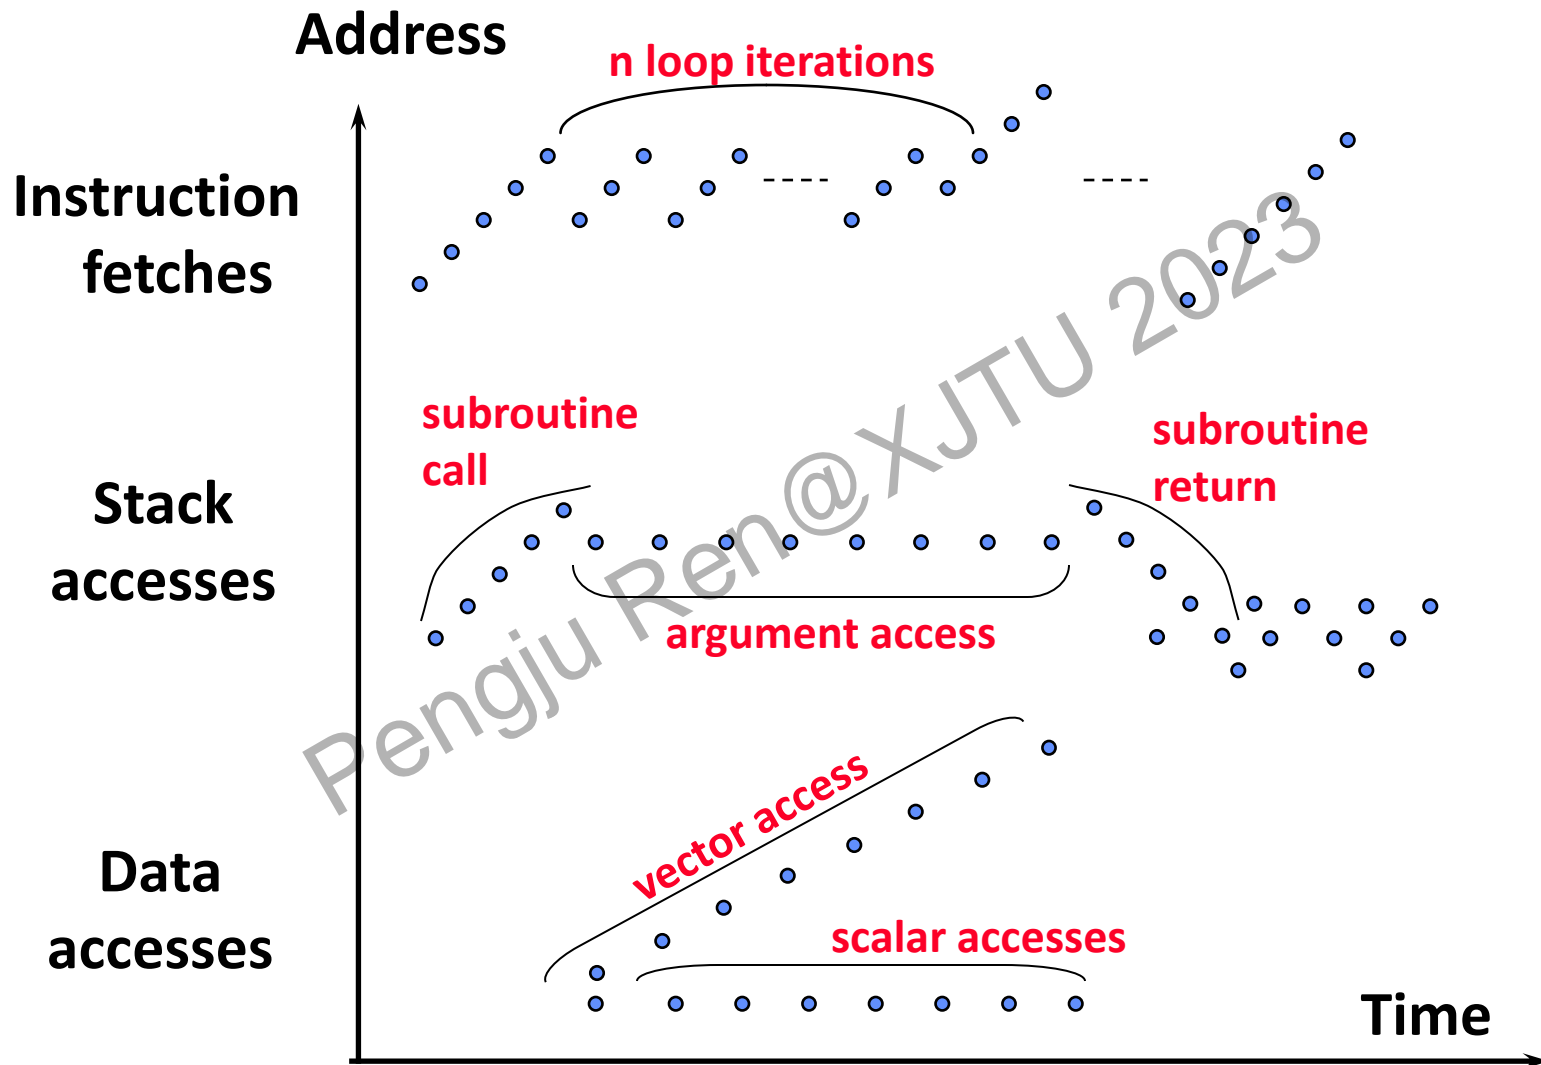 Address
n loop iterations
Instruction
fetches
subroutine
call
subroutine
return
Stack
accesses
argument access
vector access
Data
accesses
scalar accesses
Time
Pengju Ren@XJTU 2023